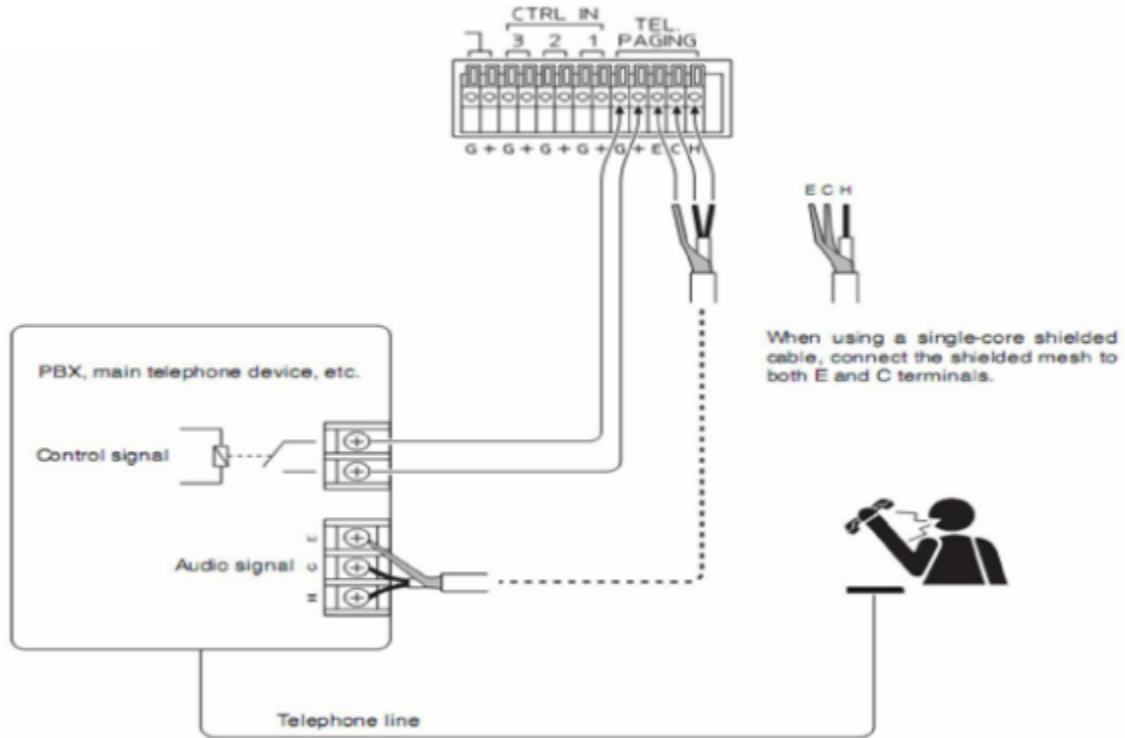 CTRL IN
3 2 1
TEL.
PAGING
G + G + G + G + G + E C H
E C H
When using a single-core shielded
cable, connect the shielded mesh to
both E and C terminals.
PBX, main telephone device, etc.
Control signal
Audio signal
E
C
H
Telephone line